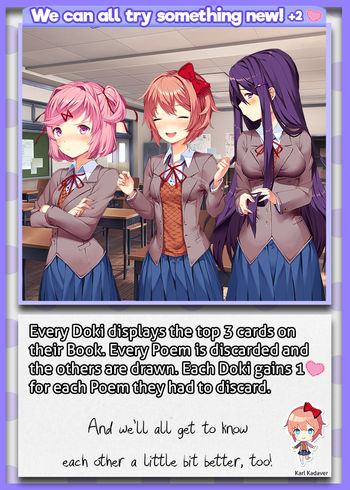 We can all try something new! +2
Every Doki displays the top 3 cards on
their Book. Every Poem is discarded and
the others are drawn. Each Doki gains 1
for each Poem they had to discard.
And we'll all get to know
each other a little bit better, too!
Karl Kadaver